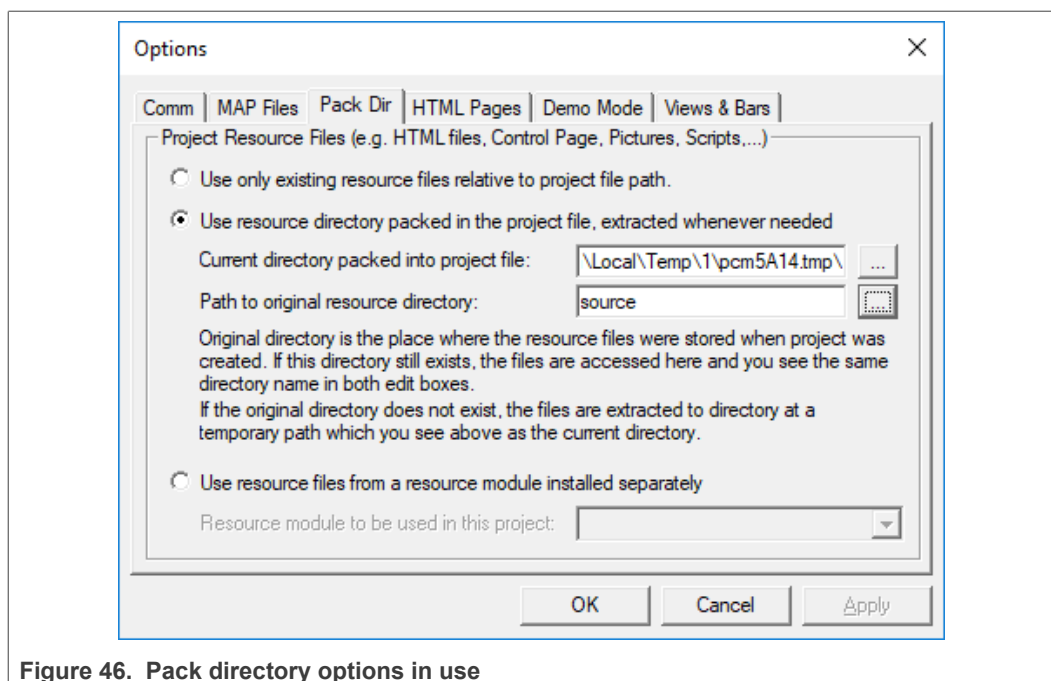 Options
Comm MAP Files Pack Dir HTML Pages Demo Mode Views & Bars
Project Resource Files (e.g. HTML files, Control Page, Pictures, Scripts,...)
Use only existing resource files relative to project file path.
Use resource directory packed in the project file, extracted whenever needed
Current directory packed into project file: \Local\Temp\1\pcm5A14.tmp\ ...
Path to original resource directory: source ...
Original directory is the place where the resource files were stored when project was
created. If this directory still exists, the files are accessed here and you see the same
directory name in both edit boxes.
If the original directory does not exist, the files are extracted to directory at a
temporary path which you see above as the current directory.
Use resource files from a resource module installed separately
Resource module to be used in this project:
OK Cancel Apply
Figure 46. Pack directory options in use